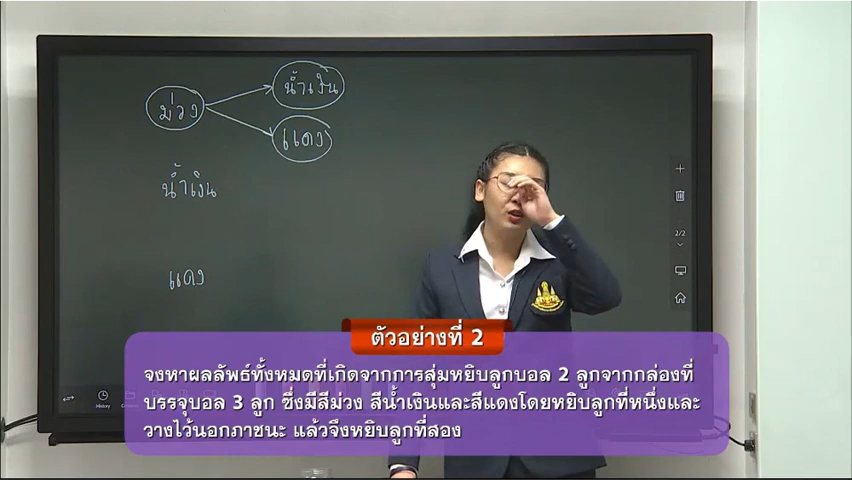 น้ำเงิน
ม่วง
แดง
น้ำเงิน
แดง
2/2
History
ตัวอย่างที่ 2
จงหาผลลัพธ์ทั้งหมดที่เกิดจากการสุ่มหยิบลูกบอล 2 ลูกจากกล่องที่
บรรจุบอล 3 ลูก ซึ่งมีสีม่วง สีน้ำเงินและสีแดงโดยหยิบลูกที่หนึ่งและ
วางไว้นอกภาชนะ แล้วจึงหยิบลูกที่สอง